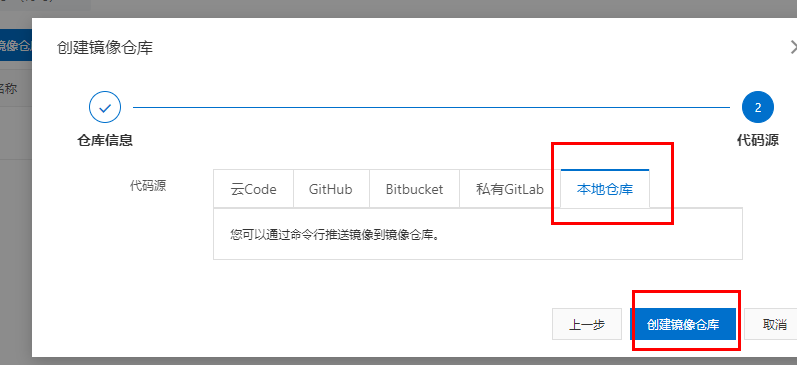 镜像仓库
名称
创建镜像仓库
2
仓库信息
代码源
代码源
云Code
GitHub
Bitbucket
私有GitLab
本地仓库
您可以通过命令行推送镜像到镜像仓库。
上一步
创建镜像仓库
取消